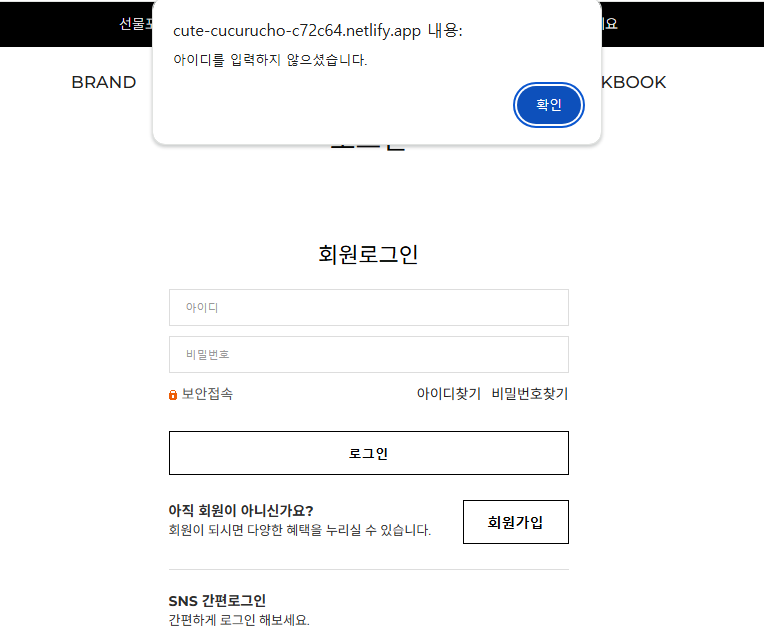 선물포
cute-cucurucho-c72c64.netlify.app 내용:
아이디를 입력하지 않으셨습니다.
확인
BRAND
KBOOK
회원로그인
아이디
비밀번호
보안접속 아이디찾기 비밀번호찾기
로그인
아직 회원이 아니신가요?
회원이 되시면 다양한 혜택을 누리실 수 있습니다.
회원가입
SNS 간편로그인
간편하게 로그인 해보세요.